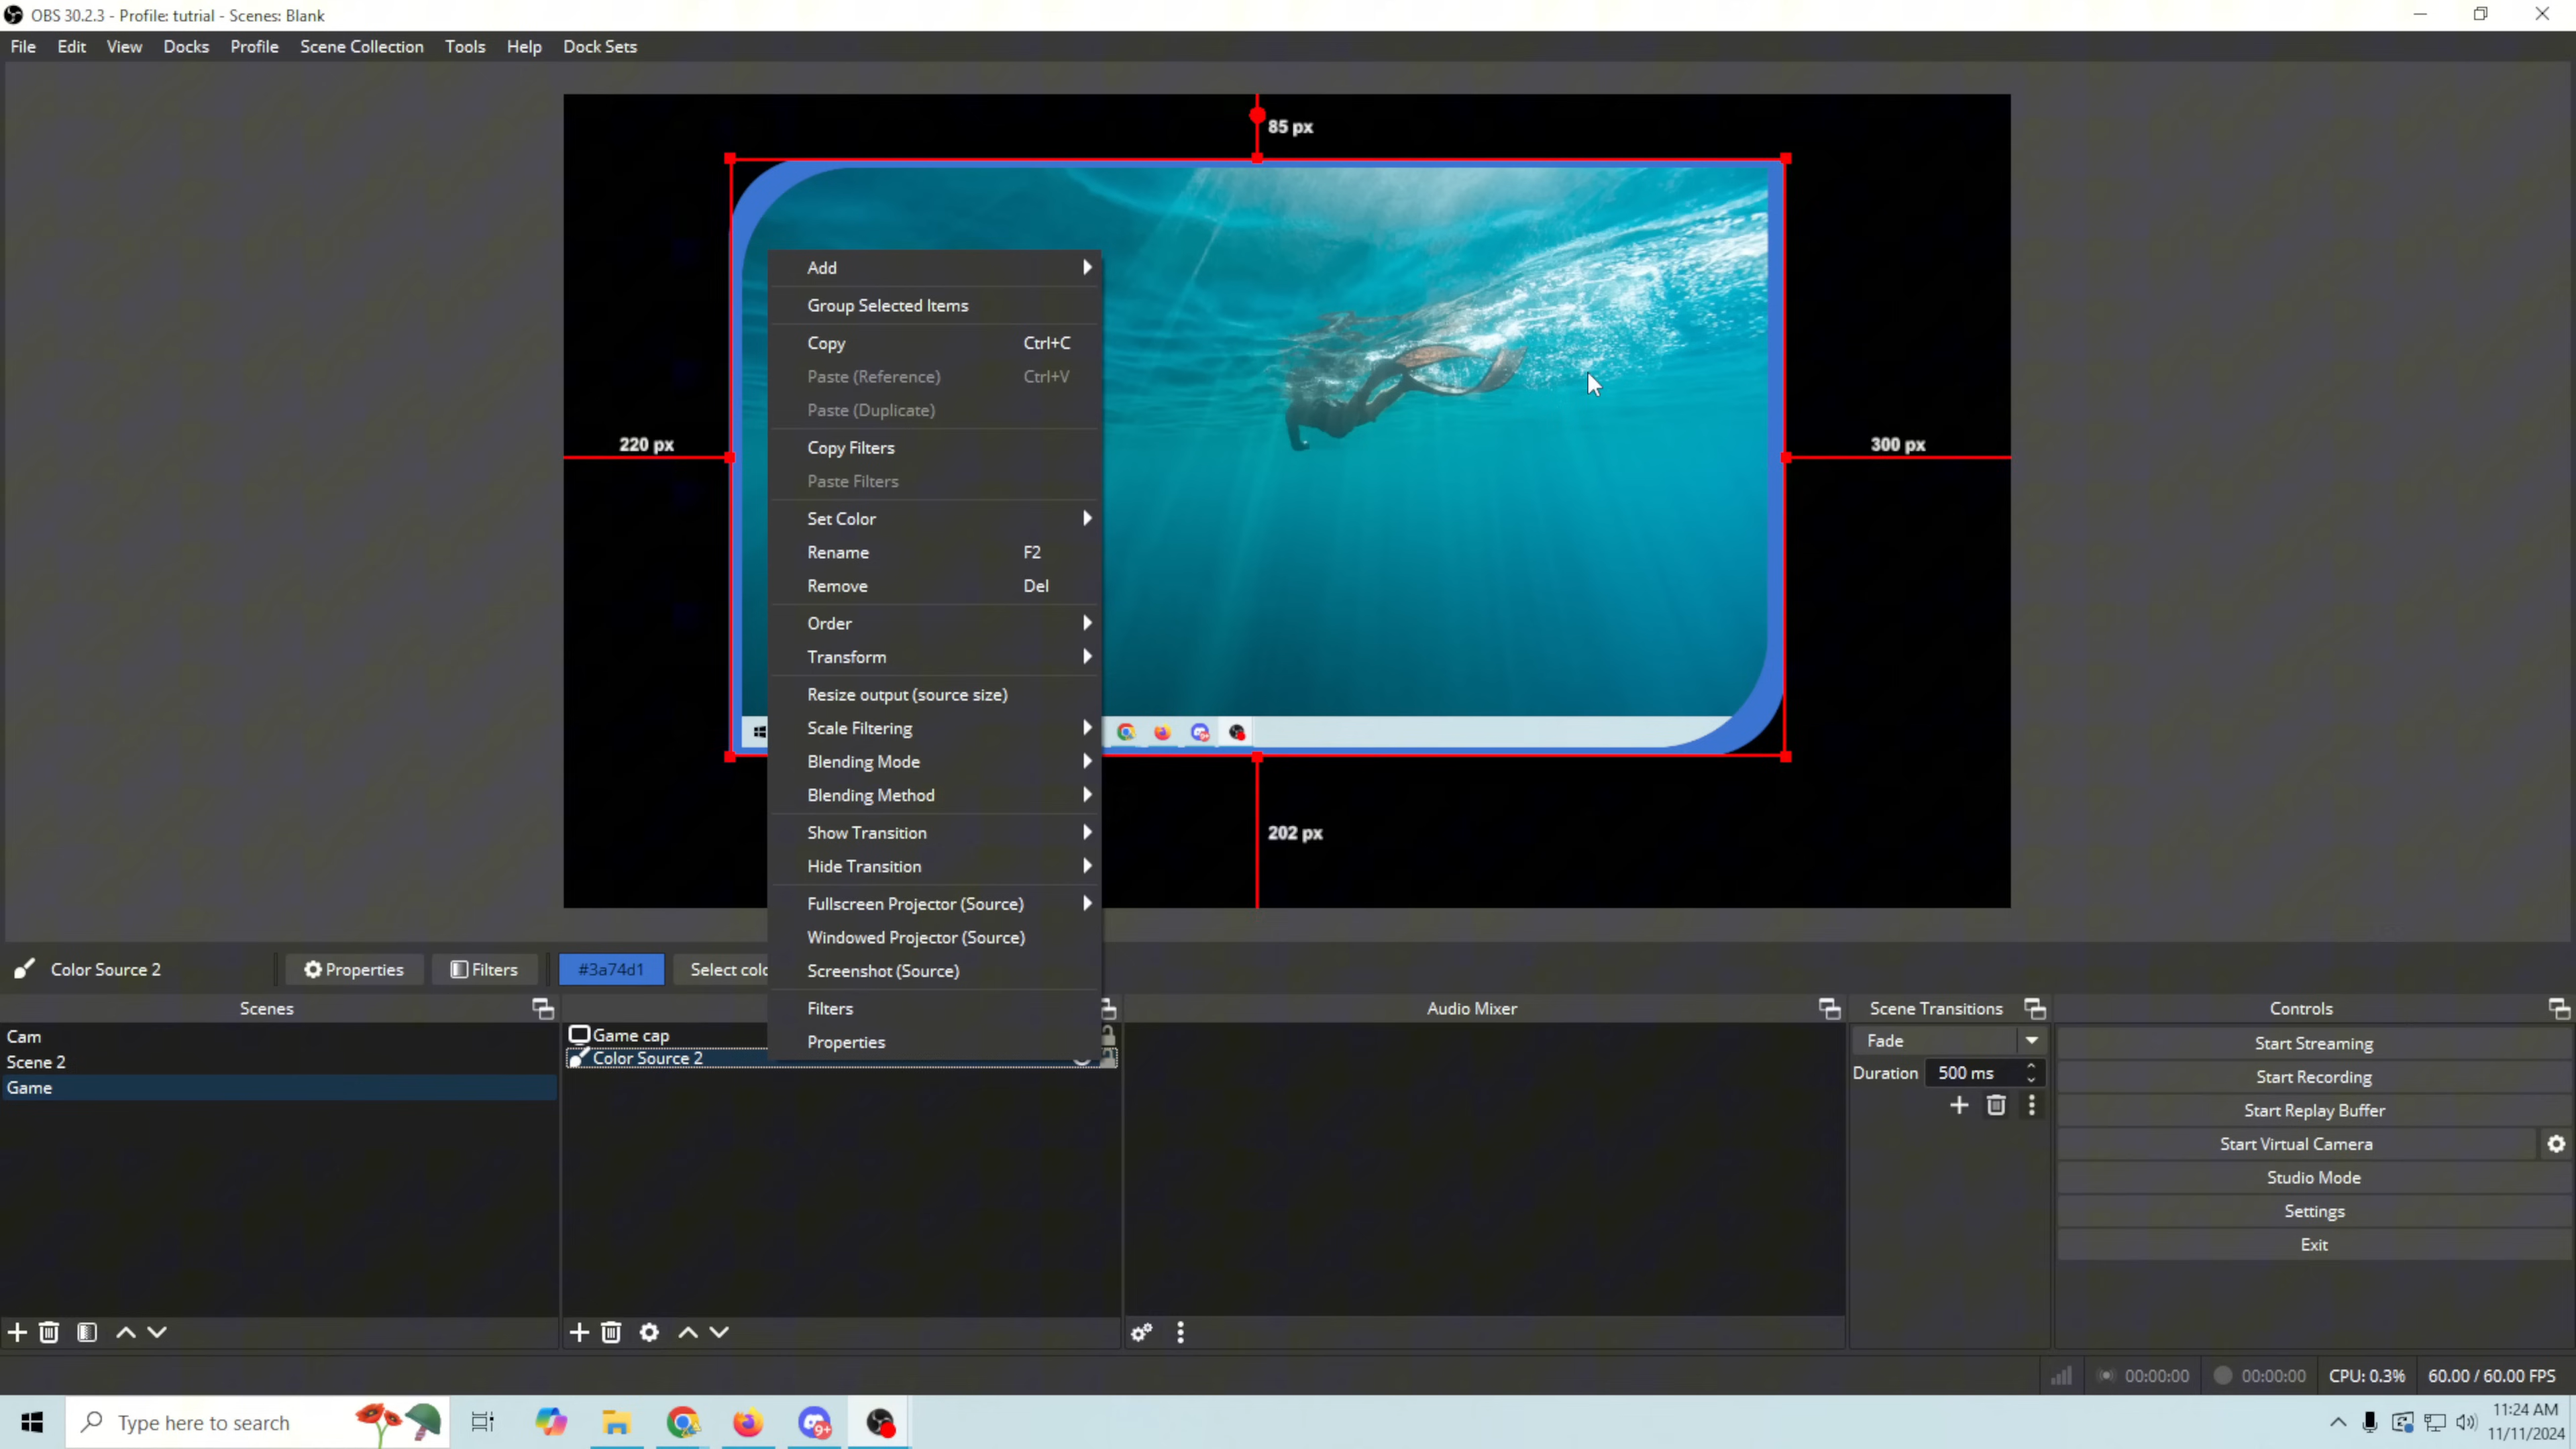 OBS 30.2.3 - Profile: tutrial - Scenes: Blank
File Edit View Docks Profile Scene Collection Tools Help Dock Sets
85 px
220 px
300 px
202 px
Add
Group Selected Items
Copy Ctrl+C
Paste (Reference) Ctrl+V
Paste (Duplicate)
Copy Filters
Paste Filters
Set Color
Rename F2
Remove Del
Order
Transform
Resize output (source size)
Scale Filtering
Blending Mode
Blending Method
Show Transition
Hide Transition
Fullscreen Projector (Source)
Windowed Projector (Source)
Screenshot (Source)
Filters
Properties
Color Source 2 Properties Filters #3a74d1 Select colo
Scenes
Cam
Scene 2
Game
Game cap
Color Source 2
Audio Mixer
Scene Transitions
Fade
Duration 500 ms
Controls
Start Streaming
Start Recording
Start Replay Buffer
Start Virtual Camera
Studio Mode
Settings
Exit
00:00:00 00:00:00 CPU: 0.3% 60.00 / 60.00 FPS
Type here to search
9+
11:24 AM
11/11/2024